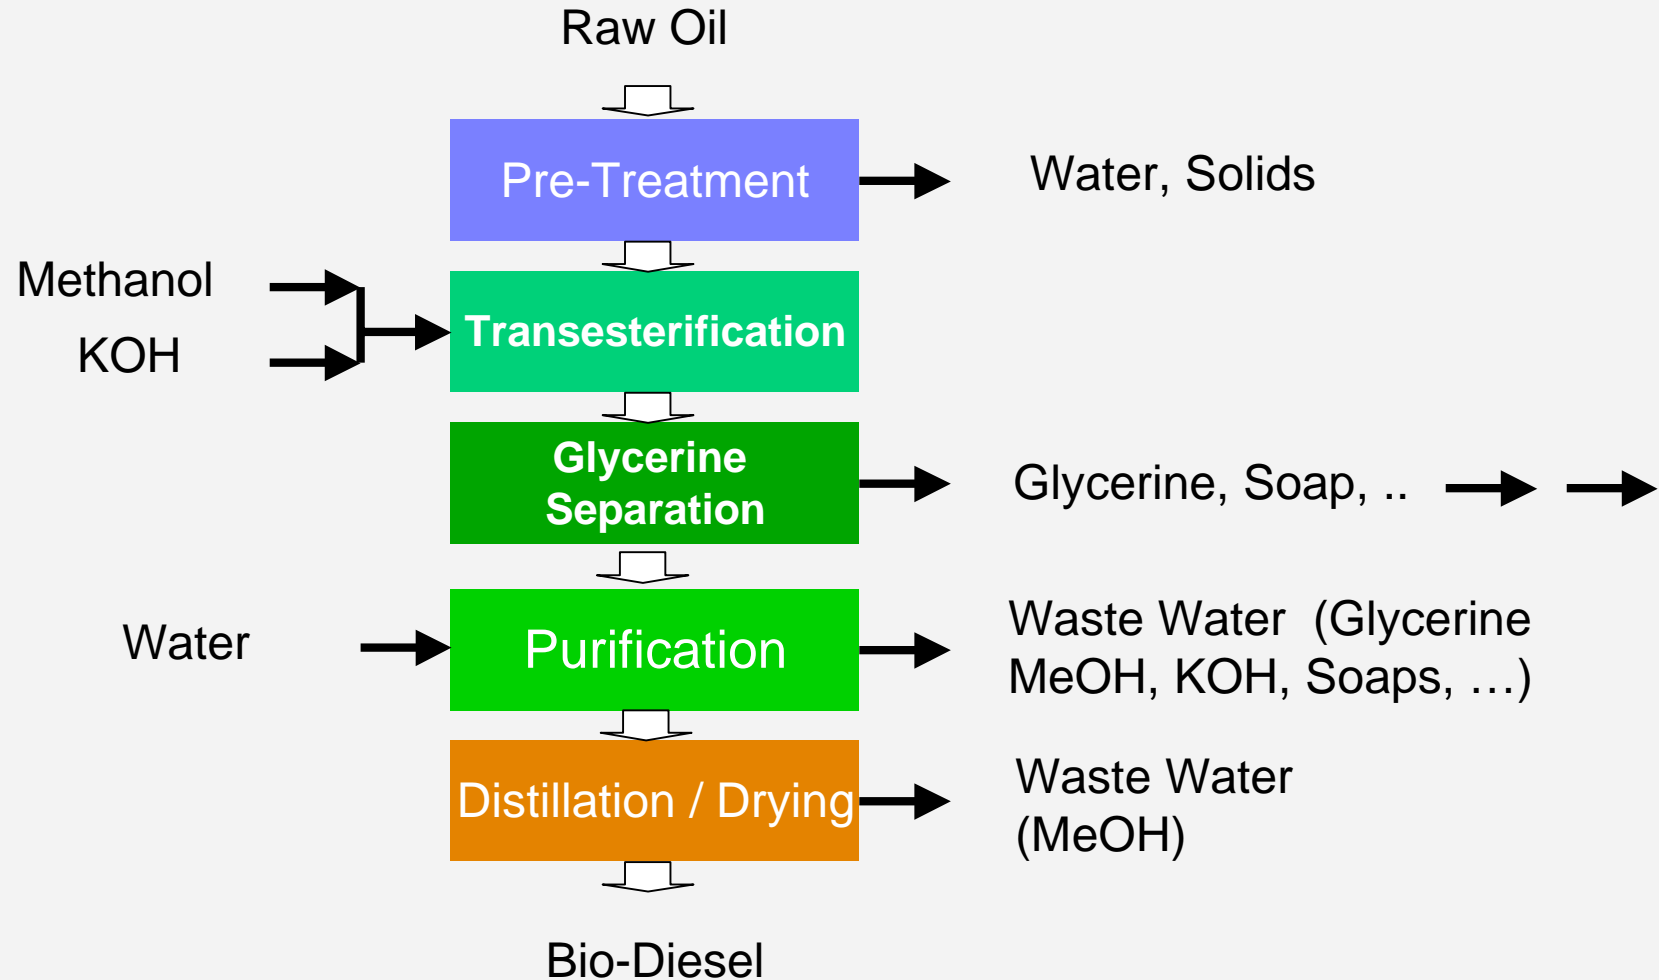 Raw Oil
Pre-Treatment
Water, Solids
Methanol
KOH
Transesterification
Glycerine
Separation
Glycerine, Soap, ..
Water
Purification
Waste Water (Glycerine
MeOH, KOH, Soaps, …)
Distillation / Drying
Waste Water
(MeOH)
Bio-Diesel